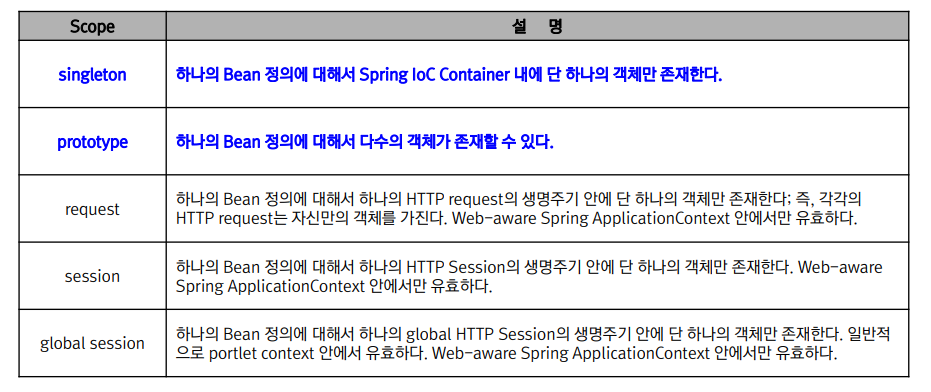 Scope
설 명
singleton
하나의 Bean 정의에 대해서 Spring IoC Container 내에 단 하나의 객체만 존재한다.
prototype
하나의 Bean 정의에 대해서 다수의 객체가 존재할 수 있다.
request
하나의 Bean 정의에 대해서 하나의 HTTP request의 생명주기 안에 단 하나의 객체만 존재한다; 즉, 각각의
HTTP request는 자신만의 객체를 가진다. Web-aware Spring ApplicationContext 안에서만 유효하다.
session
하나의 Bean 정의에 대해서 하나의 HTTP Session의 생명주기 안에 단 하나의 객체만 존재한다. Web-aware
Spring ApplicationContext 안에서만 유효하다.
global session
하나의 Bean 정의에 대해서 하나의 global HTTP Session의 생명주기 안에 단 하나의 객체만 존재한다. 일반적
으로 portlet context 안에서 유효하다. Web-aware Spring ApplicationContext 안에서만 유효하다.